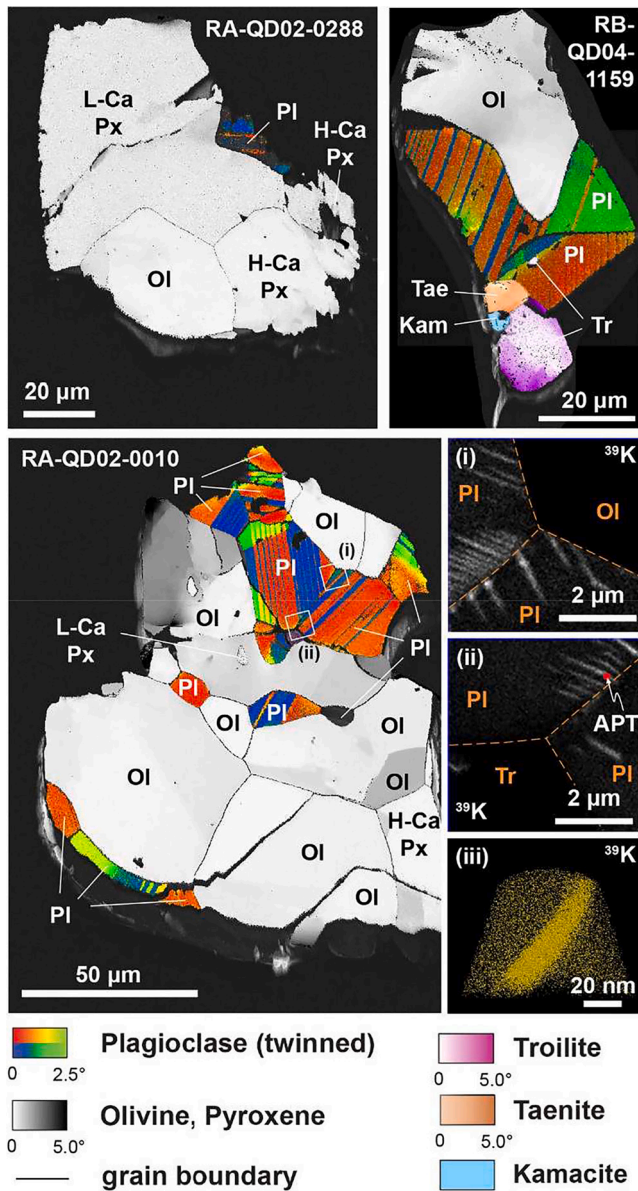 RA-QD02-0288
L-Ca
Px
Pl
H-Ca
Px
Ol
H-Ca
Px
20 µm
RB-
QD04-
1159
Ol
Pl
Pl
Tae
Kam
Tr
20 µm
RA-QD02-0010
Pl
Ol
(i)
Pl
Ol
L-Ca
Px
(ii)
Pl
Pl
Ol
Pl
Ol
Ol
H-Ca
Px
Ol
Ol
Pl
50 µm
(i)
39K
Pl
Ol
Pl
2 µm
(ii)
Pl
APT
Tr
Pl
39K
2 µm
(iii)
39K
20 nm
Plagioclase (twinned)
0 2.5°
Olivine, Pyroxene
0 5.0°
grain boundary
Troilite
0 5.0°
Taenite
0 5.0°
Kamacite